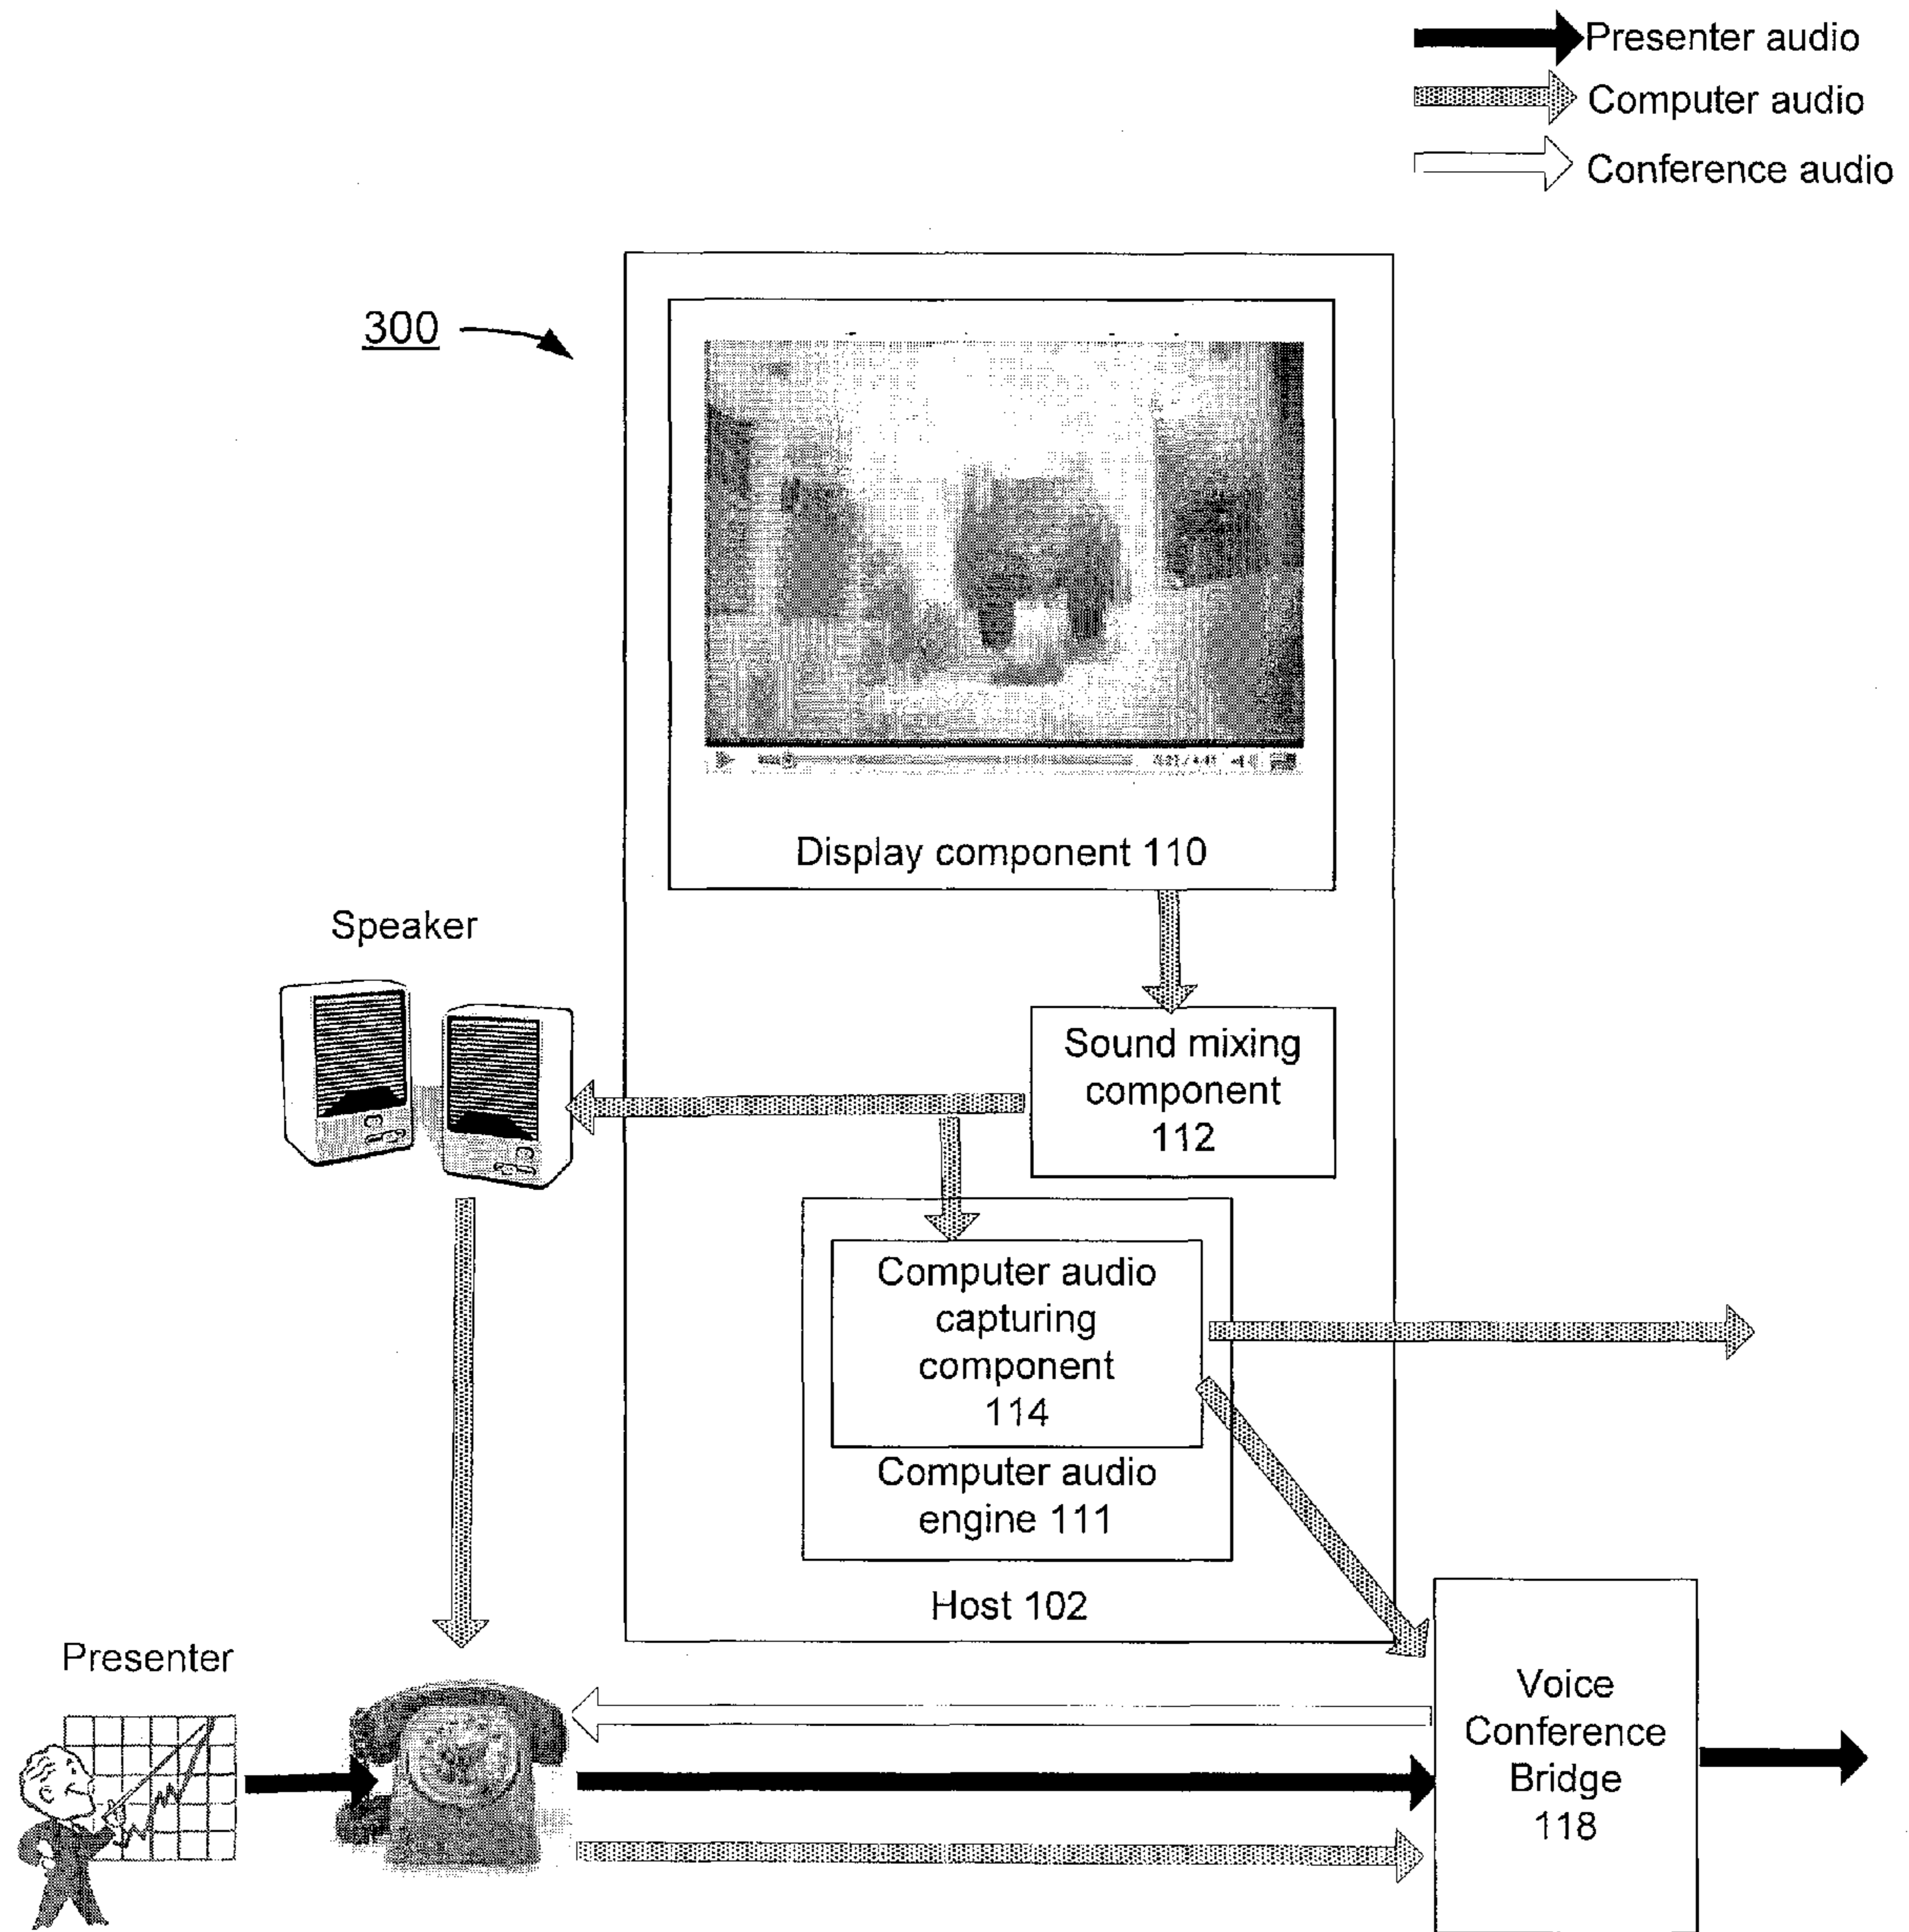 Presenter audio
Computer audio
Conference audio
300
Display component 110
Speaker
Sound mixing
component
112
Computer audio
capturing
component
114
Computer audio
engine 111
Host 102
Presenter
Voice
Conference
Bridge
118